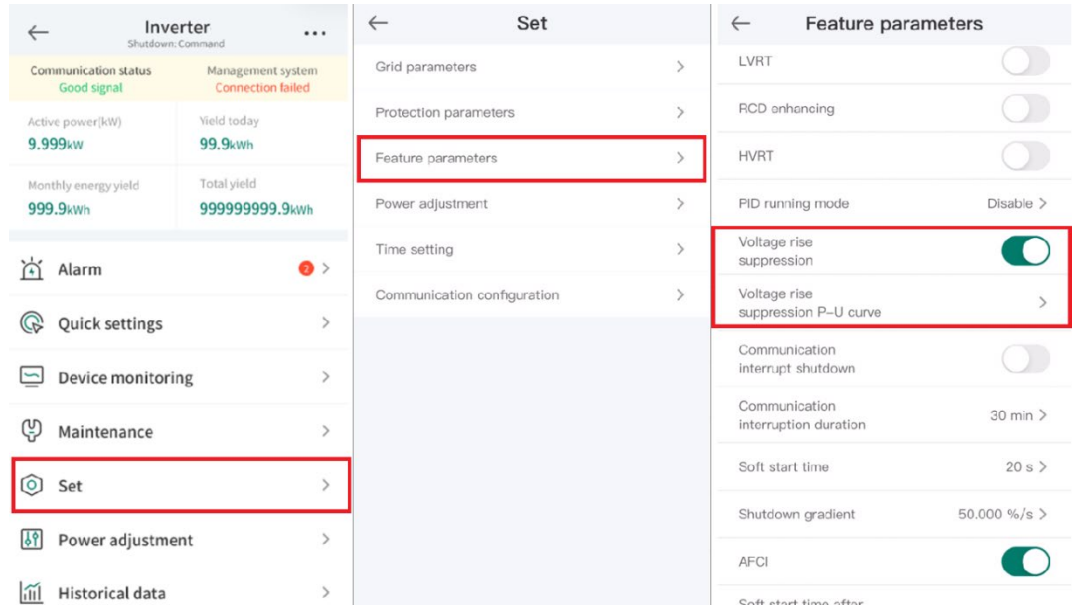 Inverter
Shutdown: Command
Communication status
Good signal
Management system
Connection failed
Active power(kW)
9.999kW
Yield today
99.9kWh
Monthly energy yield
999.9kWh
Total yield
999999999.9kWh
Alarm
2
Quick settings
Device monitoring
Maintenance
Set
Power adjustment
Historical data
Set
Grid parameters
Protection parameters
Feature parameters
Power adjustment
Time setting
Communication configuration
Feature parameters
LVRT
RCD enhancing
HVRT
PID running mode
Disable
Voltage rise
suppression
Voltage rise
suppression P-U curve
Communication
interrupt shutdown
Communication
interruption duration
30 min
Soft start time
20 s
Shutdown gradient
50.000 %/s
AFCI
Soft start time after